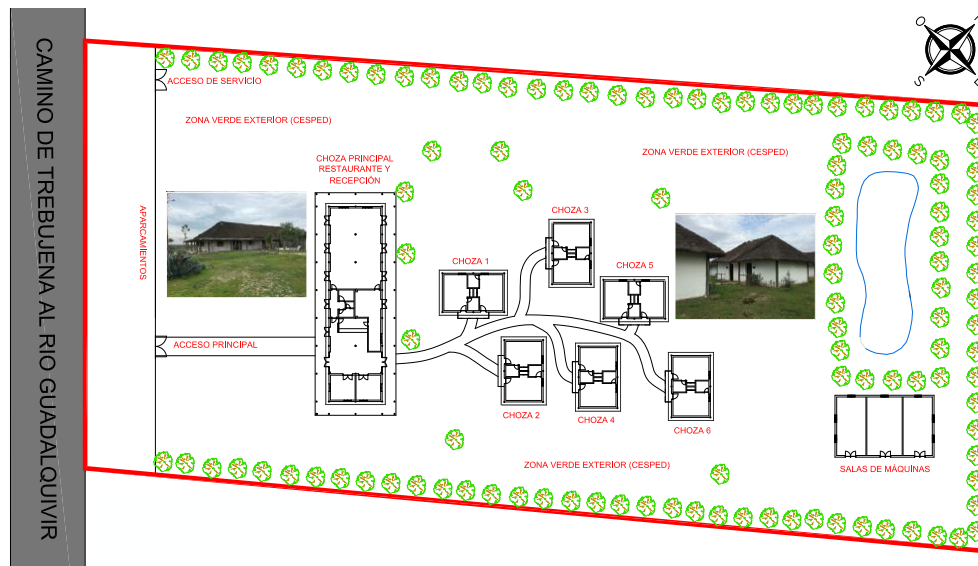 CAMINO DE TREBUJENA AL RIO GUADALQUIVIR
ACCESO DE SERVICIO
ZONA VERDE EXTERIOR (CESPED)
CHOZA PRINCIPAL
RESTAURANTE Y
RECEPCIÓN
ZONA VERDE EXTERIOR (CESPED)
O
S
APARCAMIENTOS
CHOZA 3
CHOZA 1
CHOZA 5
ACCESO PRINCIPAL
CHOZA 2
CHOZA 4
CHOZA 6
ZONA VERDE EXTERIOR (CESPED)
SALAS DE MÁQUINAS